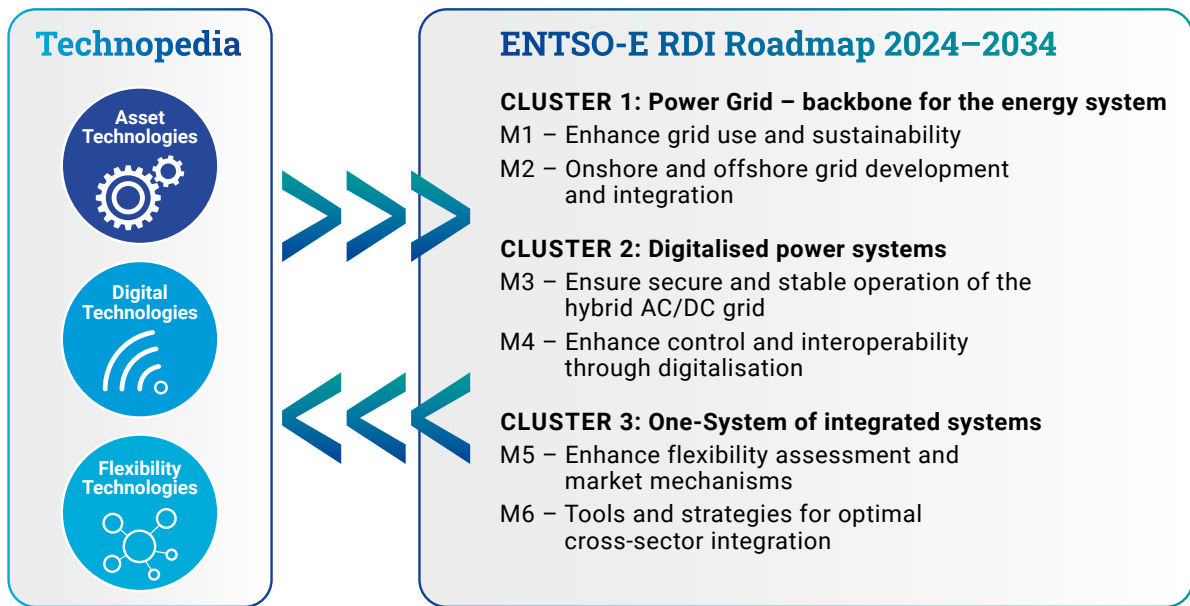 Technopedia
Asset
Technologies
Digital
Technologies
Flexibility
Technologies
ENTSO-E RDI Roadmap 2024–2034
CLUSTER 1: Power Grid – backbone for the energy system
M1 – Enhance grid use and sustainability
M2 – Onshore and offshore grid development
and integration
CLUSTER 2: Digitalised power systems
M3 – Ensure secure and stable operation of the
hybrid AC/DC grid
M4 – Enhance control and interoperability
through digitalisation
CLUSTER 3: One-System of integrated systems
M5 – Enhance flexibility assessment and
market mechanisms
M6 – Tools and strategies for optimal
cross-sector integration